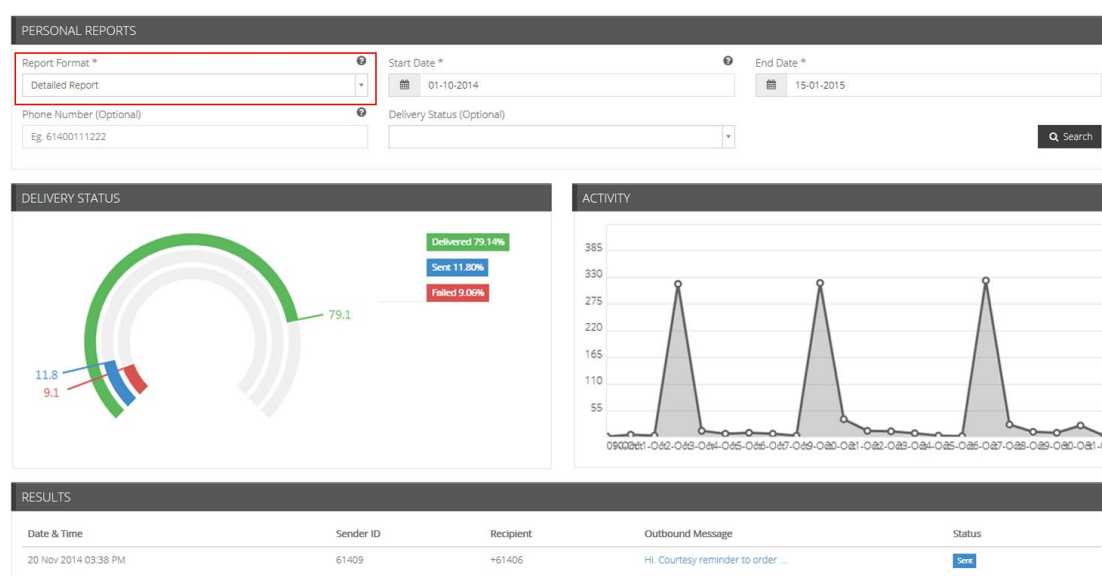 PERSONAL REPORTS
Report Format *
Start Date *
End Date *
Detailed Report
01-10-2014
15-01-2015
Phone Number (Optional)
Delivery Status (Optional)
Eg. 61400111222
Search
DELIVERY STATUS
Delivered 79.14%
Sent 11.80%
Failed 9.06%
79.1
11.8
9.1
ACTIVITY
385
330
275
220
165
110
55
RESULTS
Date & Time
Sender ID
Recipient
Outbound Message
Status
20 Nov 2014 03:38 PM
61409
+61406
Hi. Courtesy reminder to order ...
Sent